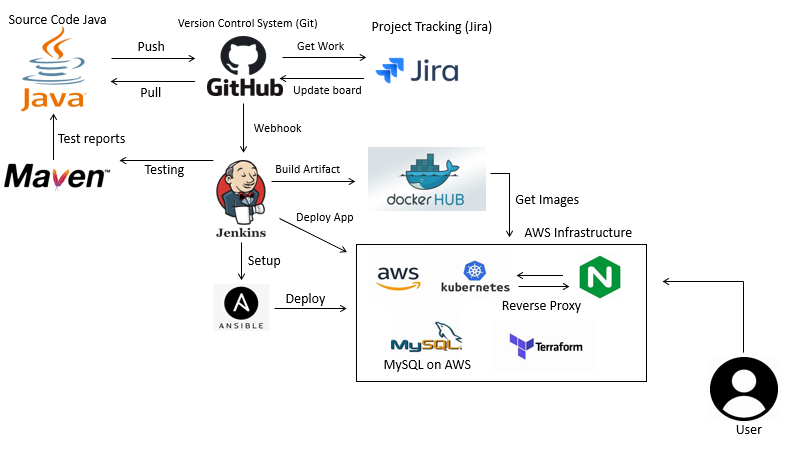 Source Code Java
Version Control System (Git)
Project Tracking (Jira)
Push
Get Work
Java™
GitHub
Jira
Pull
Update board
Webhook
Test reports
Maven™
Testing
Build Artifact
docker HUB
Jenkins
Get Images
Deploy App
AWS Infrastructure
Setup
aws
kubernetes
N
Deploy
Reverse Proxy
A
ANSIBLE
MySQL
Terraform
MySQL on AWS
User